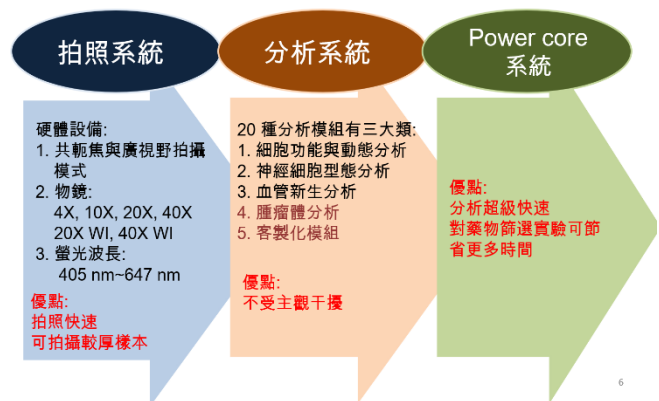 拍照系統
硬體設備:
1. 共軛焦與廣視野拍攝
模式
2. 物鏡:
4X, 10X, 20X, 40X
20X WI, 40X WI
3. 螢光波長:
405 nm~647 nm
優點:
拍照快速
可拍攝較厚樣本
分析系統
20 種分析模組有三大類:
1. 細胞功能與動態分析
2. 神經細胞型態分析
3. 血管新生分析
4. 腫瘤體分析
5. 客製化模組
優點:
不受主觀干擾
Power core
系統
優點:
分析超級快速
對藥物篩選實驗可節
省更多時間
6